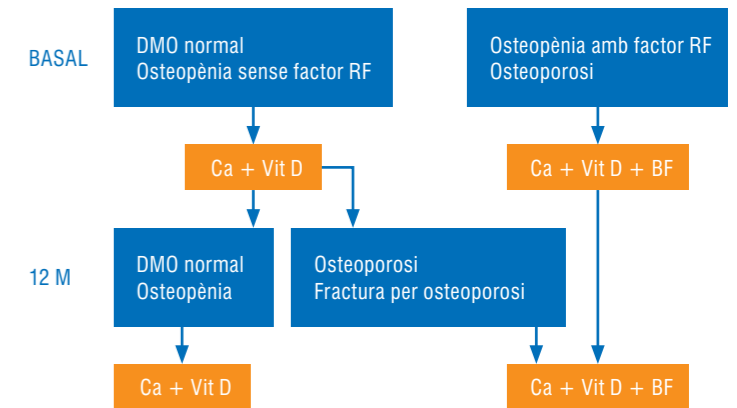 BASAL
DMO normal
Osteopènia sense factor RF
Osteopènia amb factor RF
Osteoporosi
Ca + Vit D
Ca + Vit D + BF
12 M
DMO normal
Osteopènia
Osteoporosi
Fractura per osteoporosi
Ca + Vit D
Ca + Vit D + BF